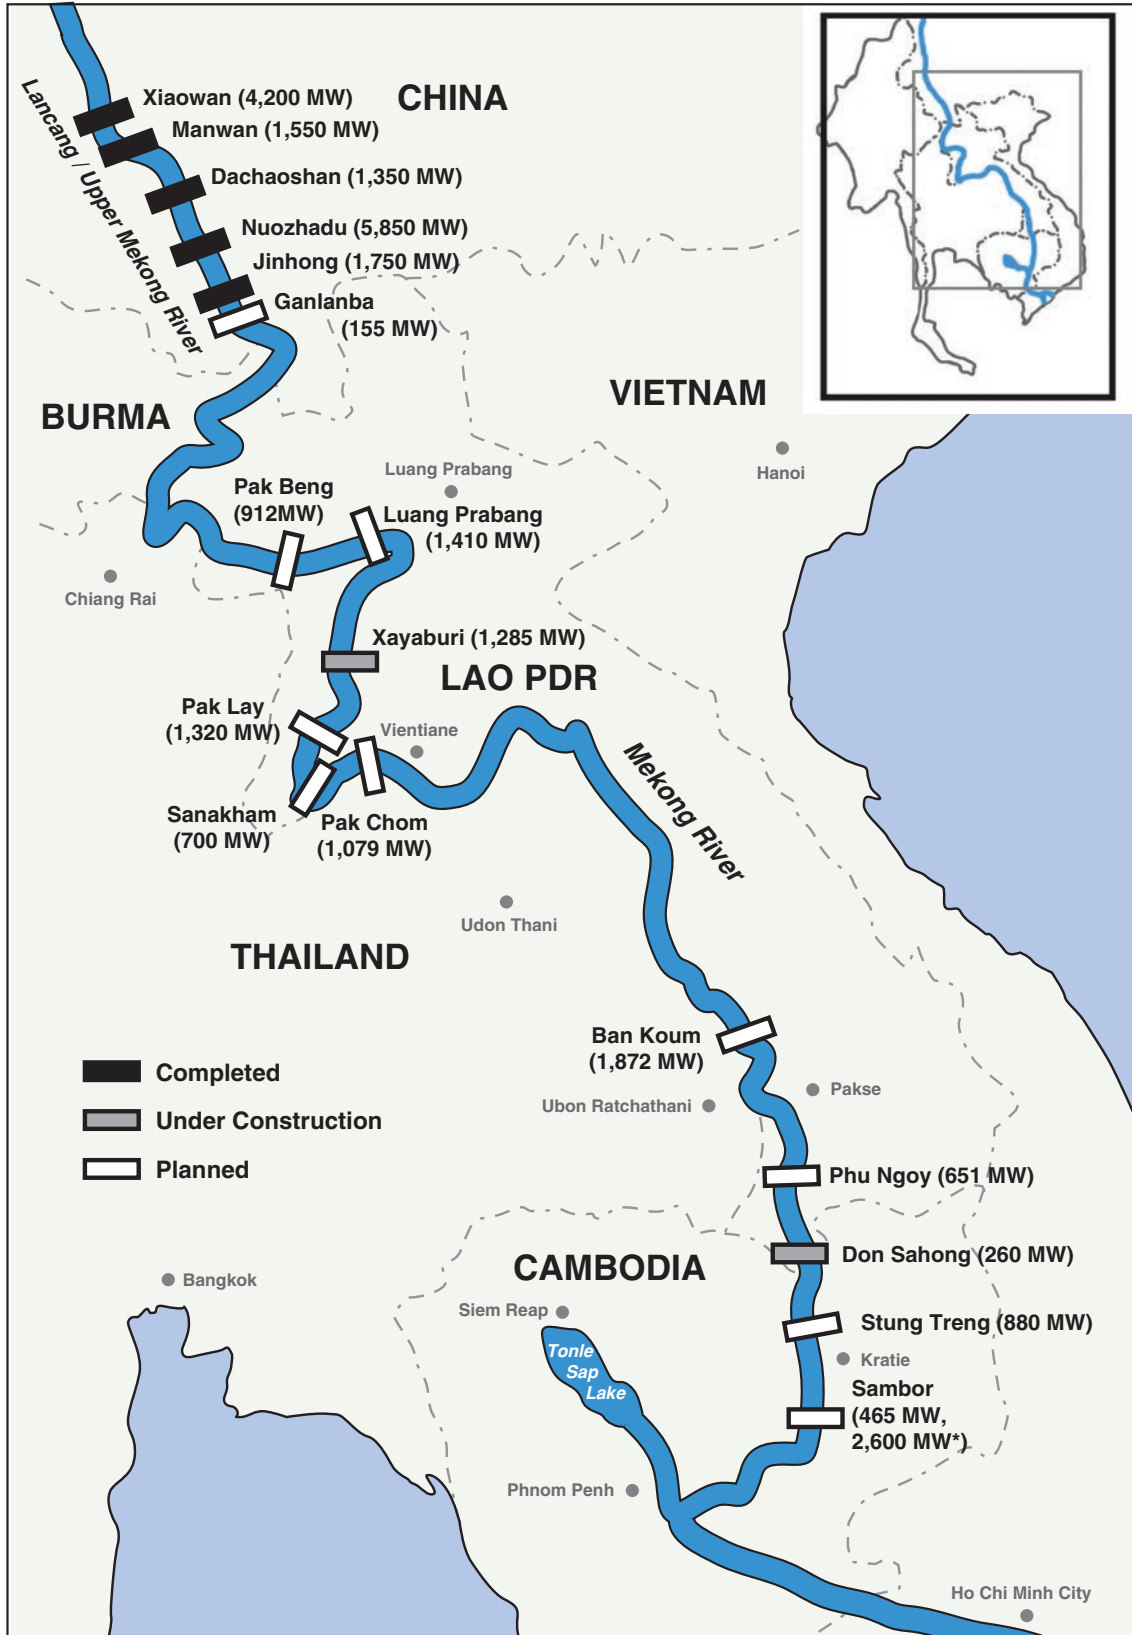 Xiaowan (4,200 MW)
CHINA
Manwan (1,550 MW)
Lancang / Upper Mekong River
Dachaoshan (1,350 MW)
Nuozhadu (5,850 MW)
Jinhong (1,750 MW)
Ganlanba
(155 MW)
BURMA
VIETNAM
Hanoi
Luang Prabang
Pak Beng
(912MW)
Luang Prabang
(1,410 MW)
Chiang Rai
Xayaburi (1,285 MW)
LAO PDR
Pak Lay
(1,320 MW)
Vientiane
Mekong River
Sanakham
(700 MW)
Pak Chom
(1,079 MW)
Udon Thani
THAILAND
Ban Koum
(1,872 MW)
Completed
Under Construction
Planned
Pakse
Ubon Ratchathani
Phu Ngoy (651 MW)
Don Sahong (260 MW)
CAMBODIA
Bangkok
Siem Reap
Stung Treng (880 MW)
Tonle
Sap
Lake
Kratie
Sambor
(465 MW,
2,600 MW*)
Phnom Penh
Ho Chi Minh City